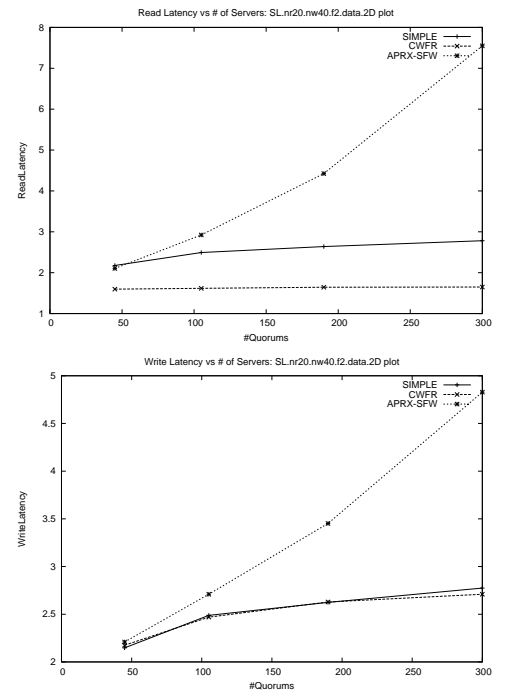 Read Latency vs # of Servers: SL.nr20.nw40.f2.data.2D plot
8
7
6
5
4
3
2
1
ReadLatency
SIMPLE
CWFR
APRX-SFW
0 50 100 150 200 250 300
#Quorums
Write Latency vs # of Servers: SL.nr20.nw40.f2.data.2D plot
5
4.5
4
3.5
3
2.5
2
WriteLatency
SIMPLE
CWFR
APRX-SFW
0 50 100 150 200 250 300
#Quorums